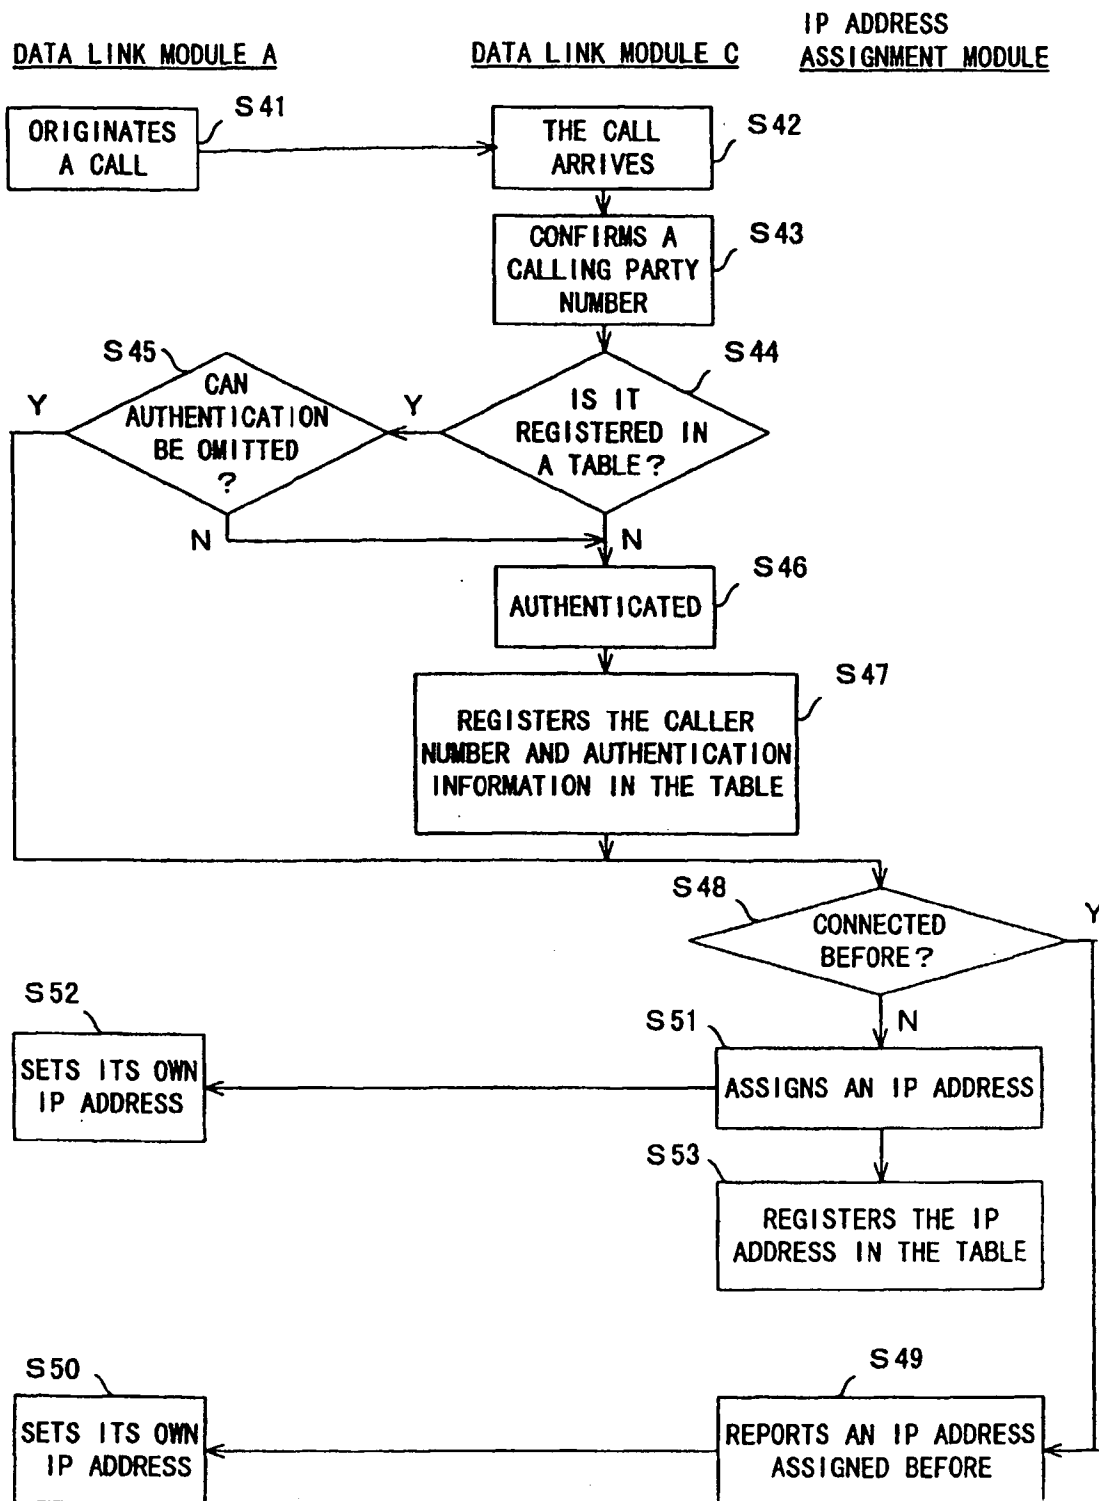 IP ADDRESS
DATA LINK MODULE A
DATA LINK MODULE C
ASSIGNMENT MODULE
S41
ORIGINATES
A CALL
S42
THE CALL
ARRIVES
S43
CONFIRMS A
CALLING PARTY
NUMBER
S44
IS IT
REGISTERED IN
A TABLE?
S45
CAN
AUTHENTICATION
BE OMITTED
?
Y
Y
N
N
S46
AUTHENTICATED
S47
REGISTERS THE CALLER
NUMBER AND AUTHENTICATION
INFORMATION IN THE TABLE
S48
CONNECTED
BEFORE?
Y
N
S51
ASSIGNS AN IP ADDRESS
S52
SETS ITS OWN
IP ADDRESS
S53
REGISTERS THE IP
ADDRESS IN THE TABLE
S49
REPORTS AN IP ADDRESS
ASSIGNED BEFORE
S50
SETS ITS OWN
IP ADDRESS